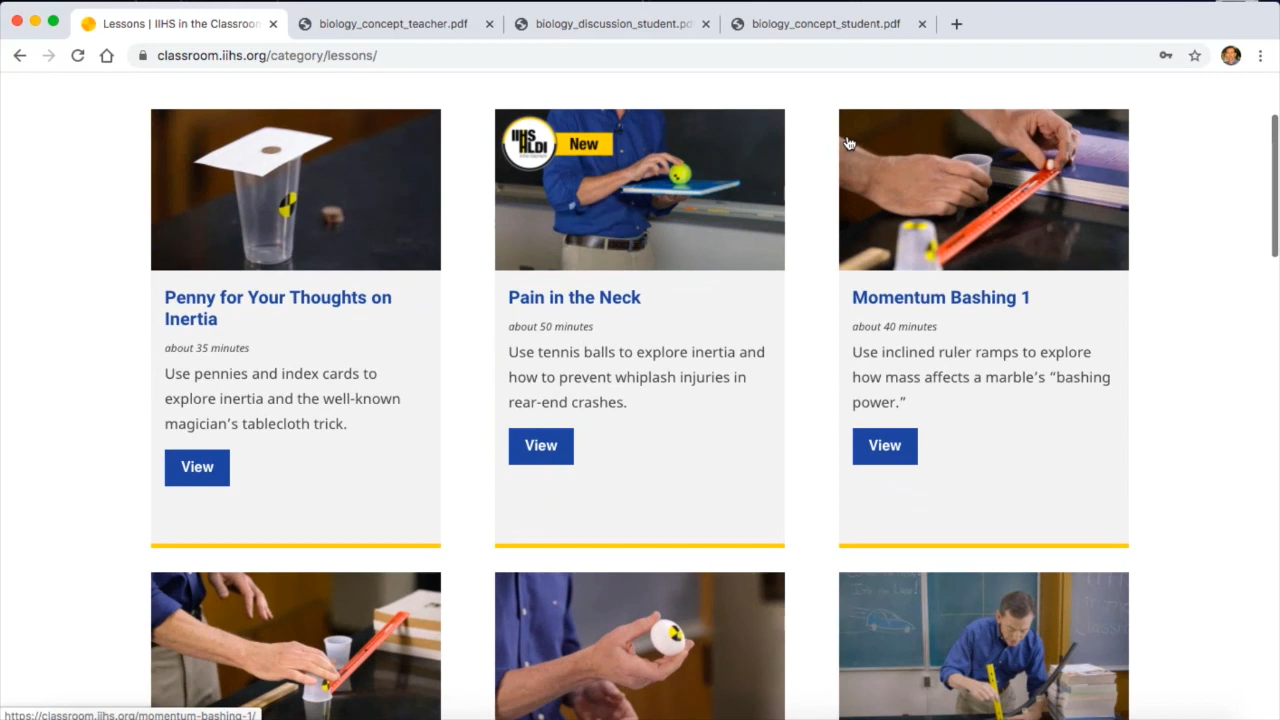 Lessons | IIHS in the Classroom
biology_concept_teacher.pdf
biology_discussion_student.pdf
biology_concept_student.pdf
classroom.iihs.org/category/lessons/
IIHS
HLDI
New
Penny for Your Thoughts on
Inertia
about 35 minutes
Use pennies and index cards to
explore inertia and the well-known
magician's tablecloth trick.
View
Pain in the Neck
about 50 minutes
Use tennis balls to explore inertia and
how to prevent whiplash injuries in
rear-end crashes.
View
Momentum Bashing 1
about 40 minutes
Use inclined ruler ramps to explore
how mass affects a marble's “bashing
power.”
View
https://classroom.iihs.org/momentum-bashing-1/